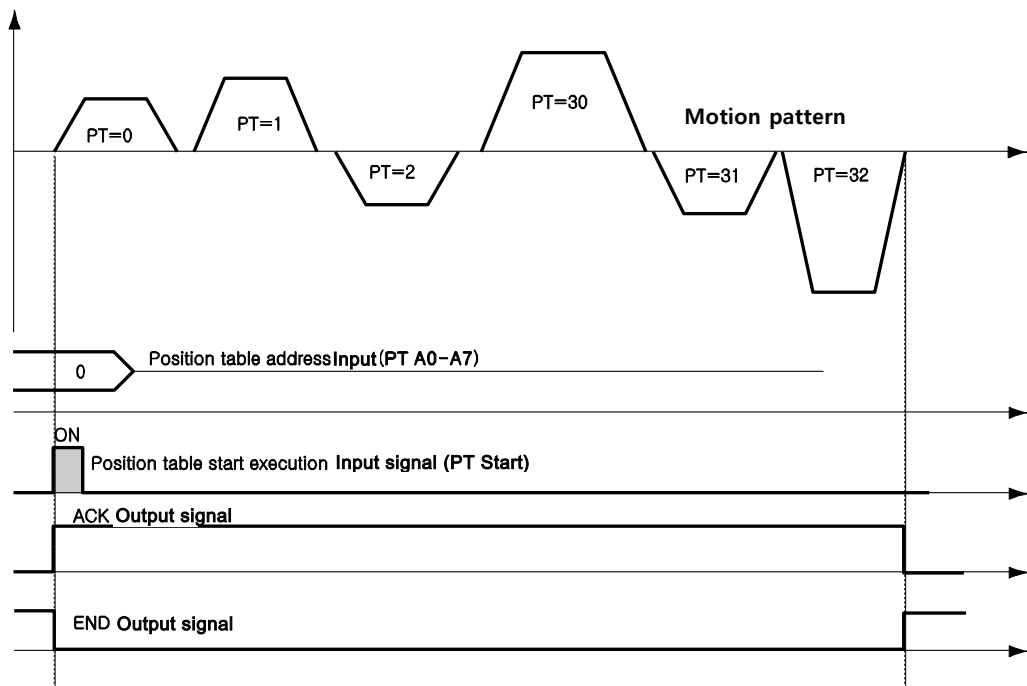 PT=0
PT=1
PT=2
PT=30
Motion pattern
PT=31
PT=32
0
Position table address Input (PT A0-A7)
ON
Position table start execution Input signal (PT Start)
ACK Output signal
END Output signal